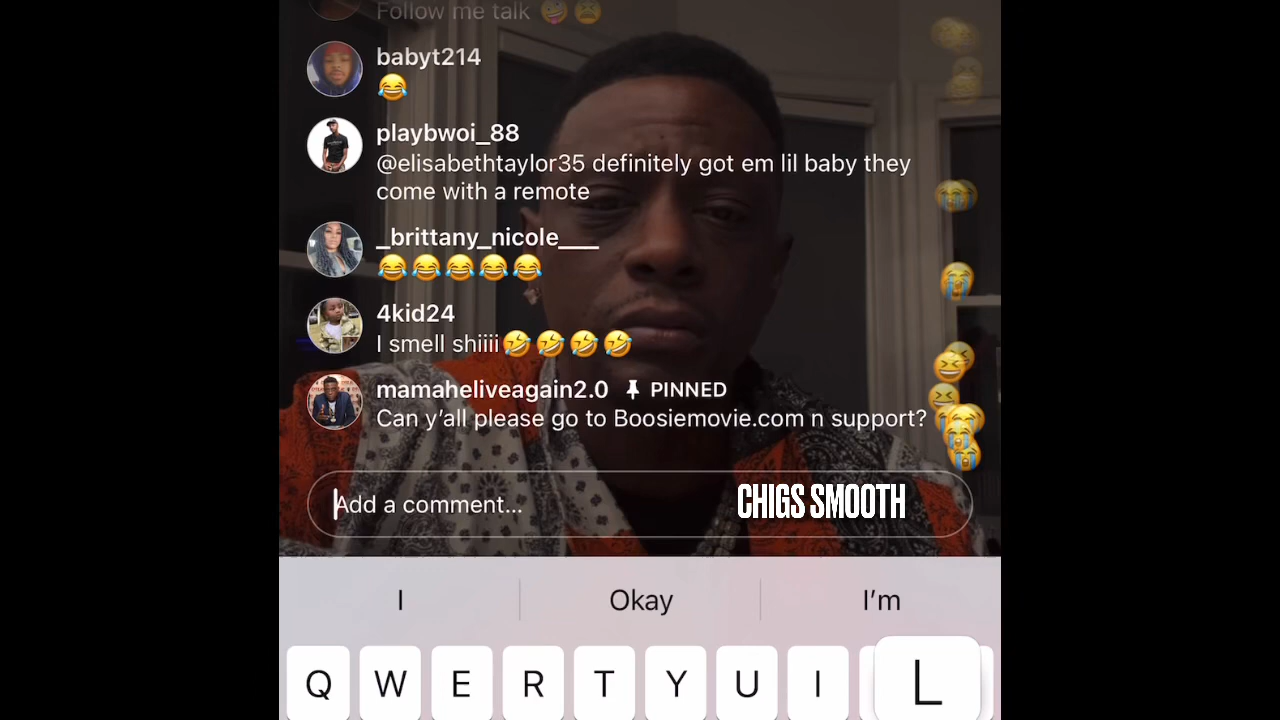 Follow me talk 🤪 😫
babyt214
😂
playbwoi_88
@elisabethtaylor35 definitely got em lil baby they
come with a remote
_brittany_nicole___
😂😂😂😂😂
4kid24
I smell shiiii🤣🤣🤣🤣
mamaheliveagain2.0 PINNED
Can y’all please go to Boosiemovie.com n support?
Add a comment...
CHIGS SMOOTH
I Okay I’m
Q W E R T Y U I L